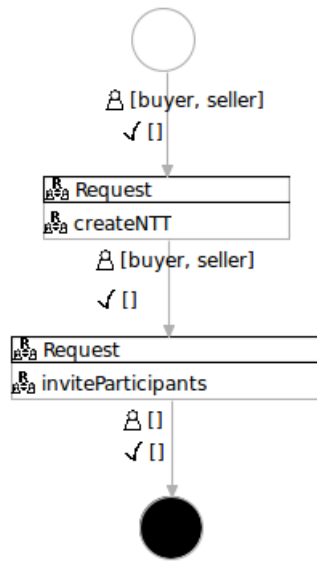 [buyer, seller]
[]
R Request
R createNTT
[buyer, seller]
[]
R Request
R inviteParticipants
[]
[]